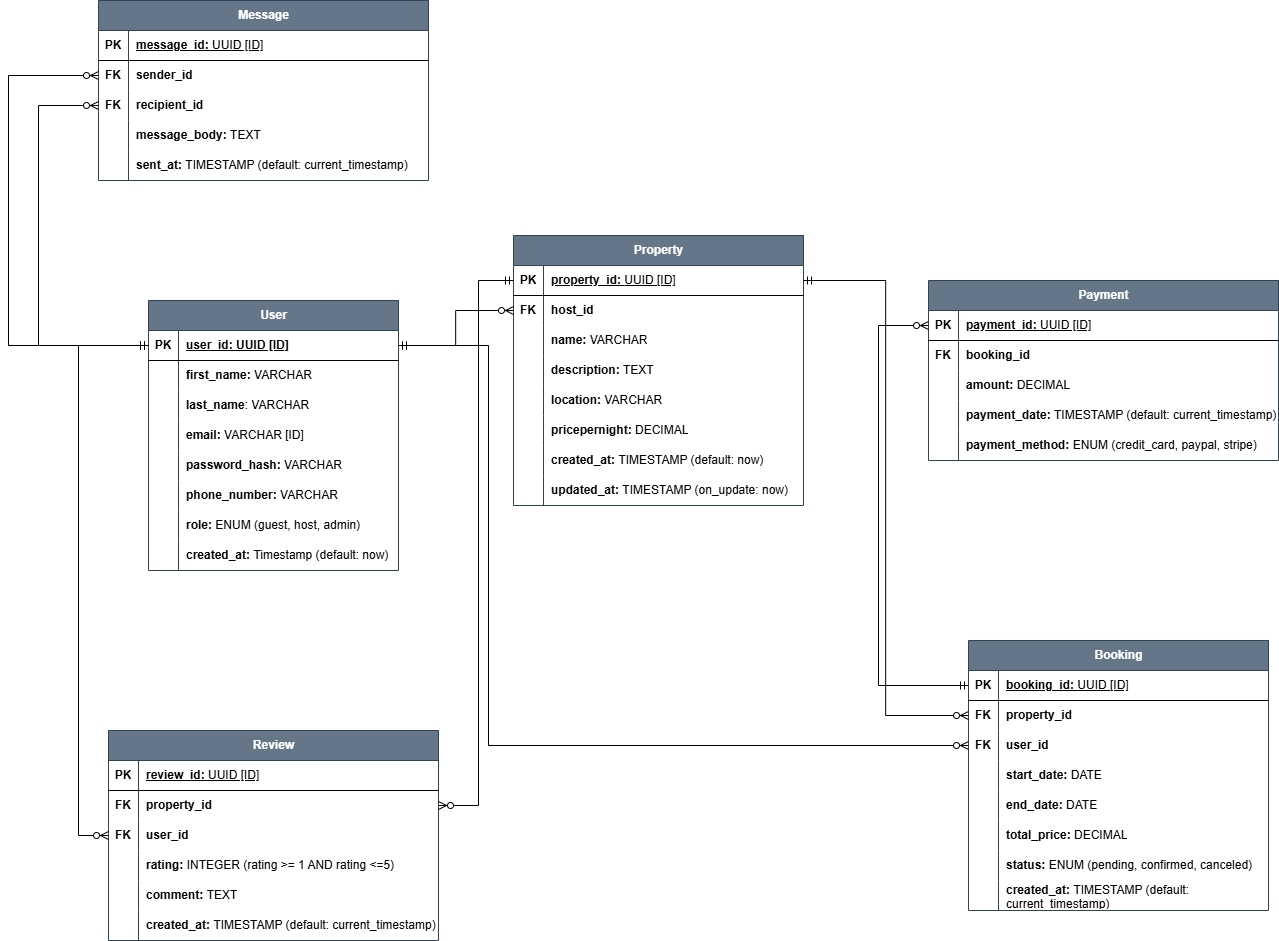 Message
PK message_id: UUID [ID]
FK sender_id
FK recipient_id
message_body: TEXT
sent_at: TIMESTAMP (default: current_timestamp)
User
PK user_id: UUID [ID]
first_name: VARCHAR
last_name: VARCHAR
email: VARCHAR [ID]
password_hash: VARCHAR
phone_number: VARCHAR
role: ENUM (guest, host, admin)
created_at: Timestamp (default: now)
Property
PK property_id: UUID [ID]
FK host_id
name: VARCHAR
description: TEXT
location: VARCHAR
pricepernight: DECIMAL
created_at: TIMESTAMP (default: now)
updated_at: TIMESTAMP (on_update: now)
Payment
PK payment_id: UUID [ID]
FK booking_id
amount: DECIMAL
payment_date: TIMESTAMP (default: current_timestamp)
payment_method: ENUM (credit_card, paypal, stripe)
Review
PK review_id: UUID [ID]
FK property_id
FK user_id
rating: INTEGER (rating >= 1 AND rating <=5)
comment: TEXT
created_at: TIMESTAMP (default: current_timestamp)
Booking
PK booking_id: UUID [ID]
FK property_id
FK user_id
start_date: DATE
end_date: DATE
total_price: DECIMAL
status: ENUM (pending, confirmed, canceled)
created_at: TIMESTAMP (default:
current_timestamp)